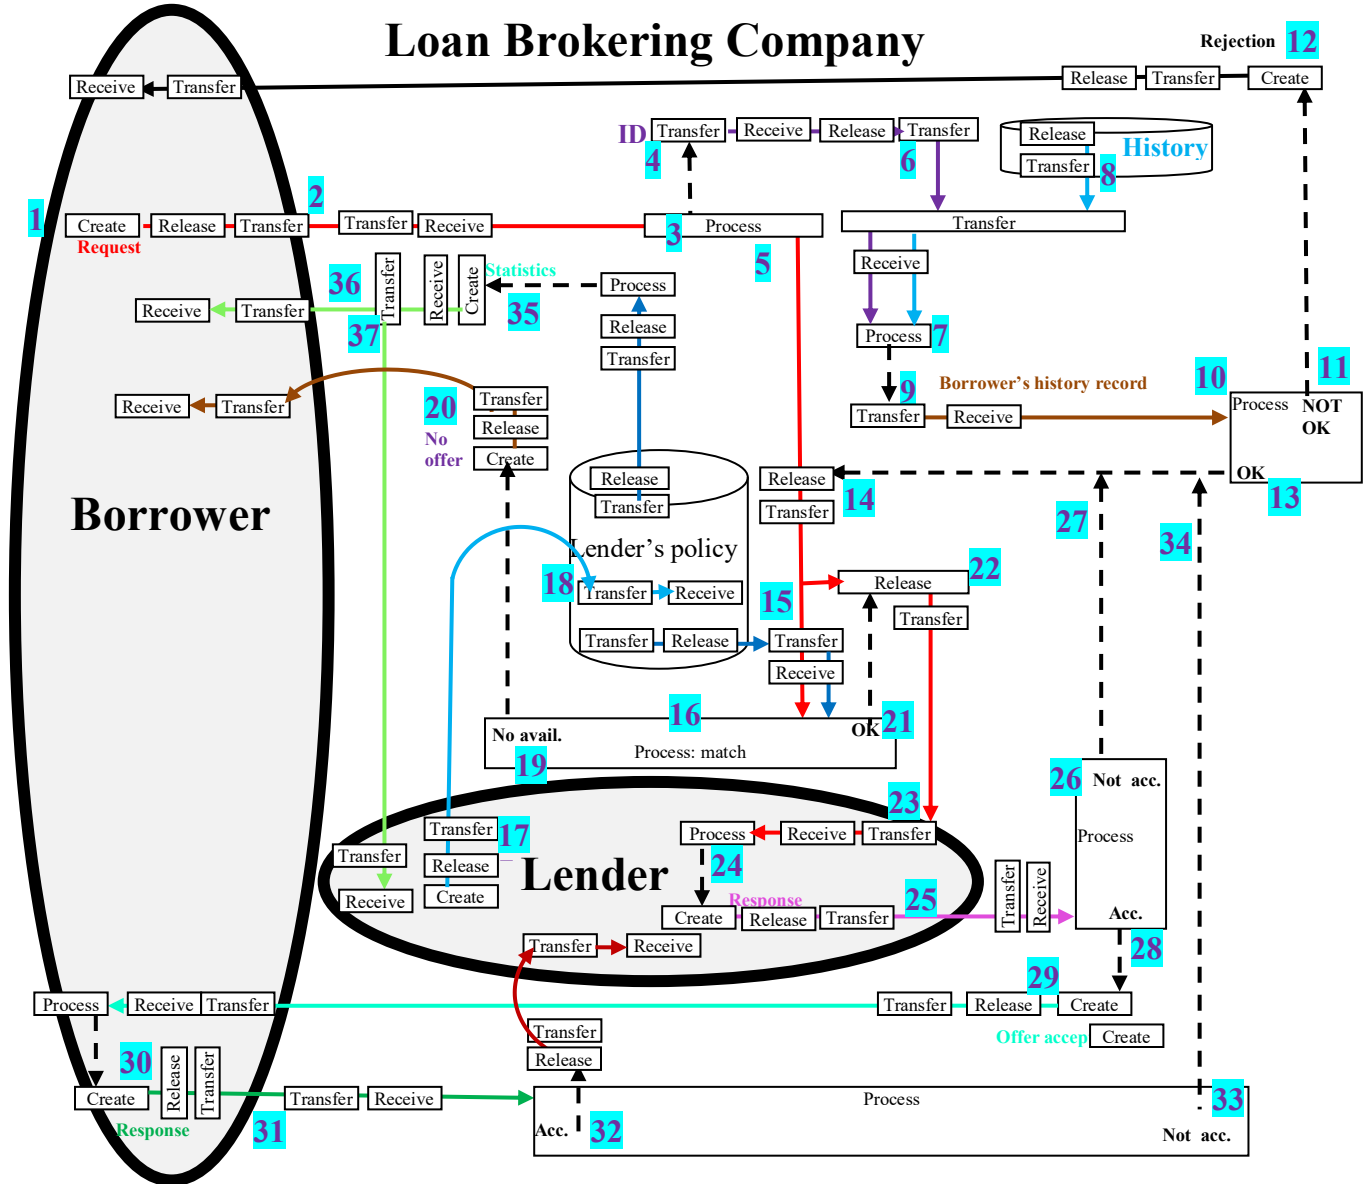 Loan Brokering Company
Rejection 12
Receive Transfer Release Transfer Create
ID Transfer Receive Release Transfer Release
4 6 Transfer 8 History
1 Create Release Transfer 2 Transfer Receive 3 Process Transfer
Request 5
Receive
36 Transfer Receive Create Statistics Process
35
Receive Transfer 37 Release Process 7
Transfer
9 Borrower's history record 10 11
Receive Transfer 20 Transfer Transfer Receive Process NOT
OK
Release
No
offer Create
Release Release OK
Transfer Transfer 14 27 13
Borrower
34
Lender's policy
18 Transfer Receive 15 Release 22
Transfer
Transfer Release Transfer
Receive
16 21
No avail. OK
Process: match
19 26 Not acc.
23
Transfer 17 Process Receive Transfer Process
Transfer 24
Release Lender
Receive Create Response 25 Transfer Receive
Create Release Transfer Acc.
Transfer Receive 28
29
Process Receive Transfer Transfer Release Create
Transfer Offer accep Create
30 Release
Create Release Transfer Transfer Receive Process 33
Response 31 Acc. 32 Not acc.